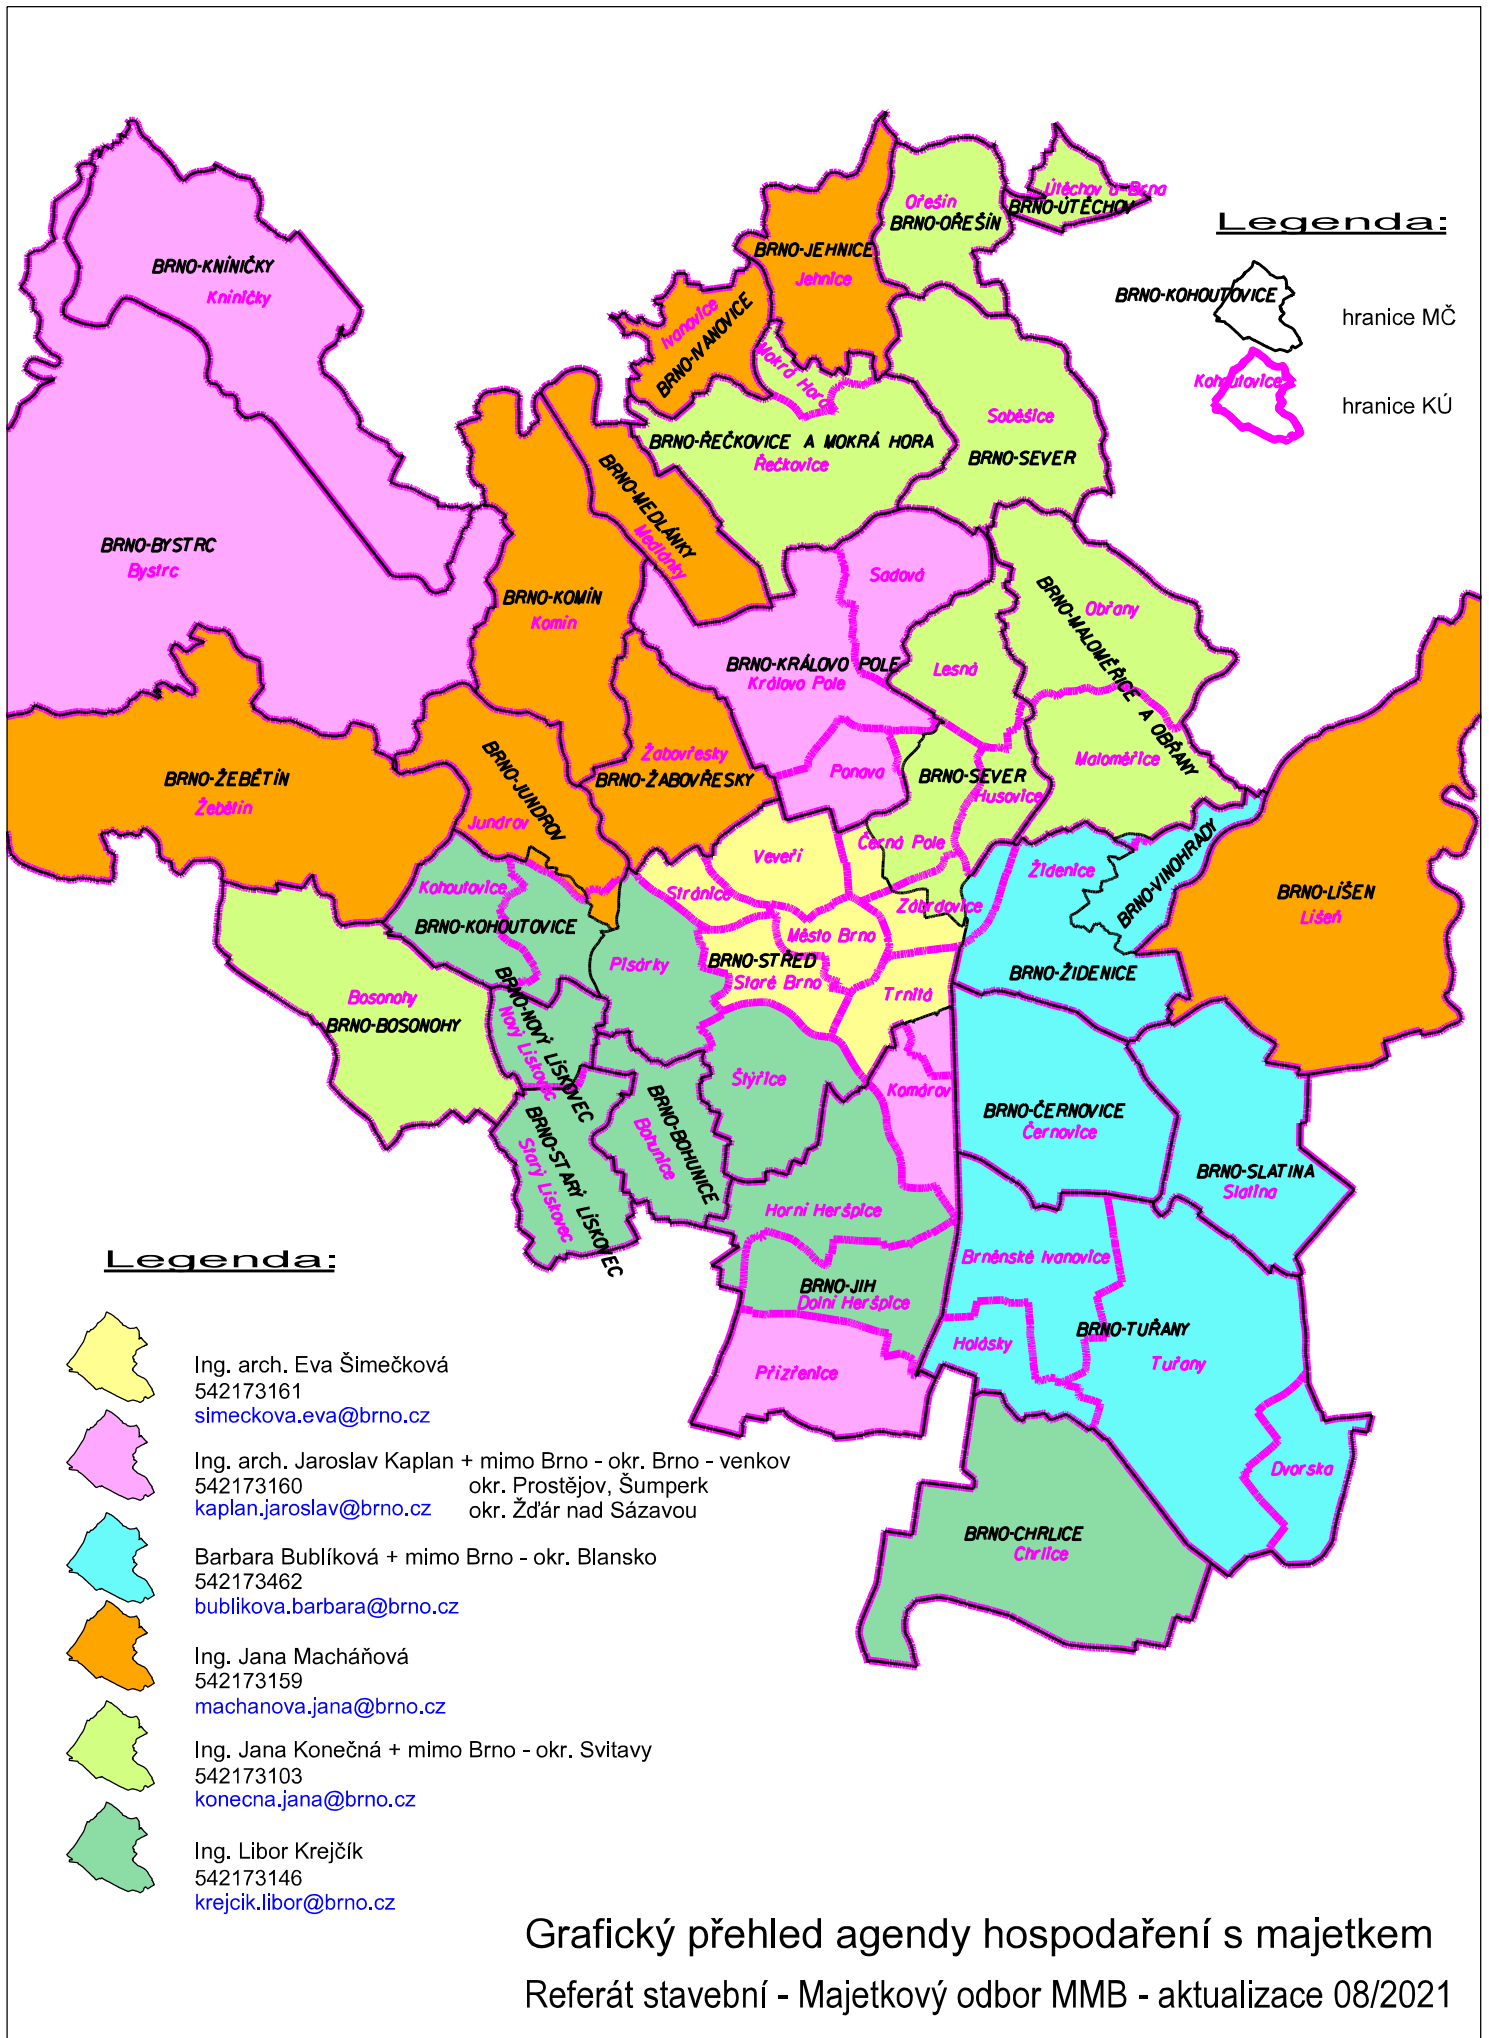 Útěchov u Brna
BRNO-ÚTĚCHOV
Ořešín
BRNO-OŘEŠÍN
Legenda:
BRNO-JEHNICE
Jehnice
BRNO-KNÍNIČKY
Kníničky
BRNO-KOHOUTOVICE
hranice MČ
Ivanovice
BRNO-IVANOVICE
Mokrá Hora
Kohoutovice
hranice KÚ
Soběšice
BRNO-SEVER
BRNO-ŘEČKOVICE A MOKRÁ HORA
Řečkovice
BRNO-MEDLÁNKY
Medlánky
BRNO-BYSTRC
Bystrc
Sadová
BRNO-KOMÍN
Komín
Obřany
BRNO-MALOMĚŘICE A OBŘANY
Maloměřice
BRNO-KRÁLOVO POLE
Královo Pole
Lesná
Žabovřesky
BRNO-ŽABOVŘESKY
Ponava
BRNO-SEVER
Husovice
BRNO-ŽEBĚTÍN
Žebětín
BRNO-JUNDROV
Jundrov
Veveří
Černá Pole
Židenice
BRNO-VINOHRADY
Kohoutovice
BRNO-KOHOUTOVICE
Stránice
Zábrdovice
BRNO-LÍŠEŇ
Líšeň
Město Brno
BRNO-STŘED
Staré Brno
Pisárky
BRNO-ŽIDENICE
Trnitá
Bosonohy
BRNO-BOSONOHY
BRNO-NOVÝ LÍSKOVEC
Nový Lískovec
Štýřice
Komárov
BRNO-ČERNOVICE
Černovice
BRNO-STARÝ LÍSKOVEC
Starý Lískovec
BRNO-BOHUNICE
Bohunice
BRNO-SLATINA
Slatina
Horní Heršpice
Brněnské Ivanovice
BRNO-JIH
Dolní Heršpice
Holásky
BRNO-TUŘANY
Tuřany
Přízřenice
Dvorska
BRNO-CHRLICE
Chrlice
Legenda:
Ing. arch. Eva Šimečková
542173161
simeckova.eva@brno.cz
Ing. arch. Jaroslav Kaplan + mimo Brno - okr. Brno - venkov
542173160 okr. Prostějov, Šumperk
kaplan.jaroslav@brno.cz okr. Žďár nad Sázavou
Barbara Bublíková + mimo Brno - okr. Blansko
542173462
bublikova.barbara@brno.cz
Ing. Jana Macháňová
542173159
machanova.jana@brno.cz
Ing. Jana Konečná + mimo Brno - okr. Svitavy
542173103
konecna.jana@brno.cz
Ing. Libor Krejčík
542173146
krejcik.libor@brno.cz
Grafický přehled agendy hospodaření s majetkem
Referát stavební - Majetkový odbor MMB - aktualizace 08/2021